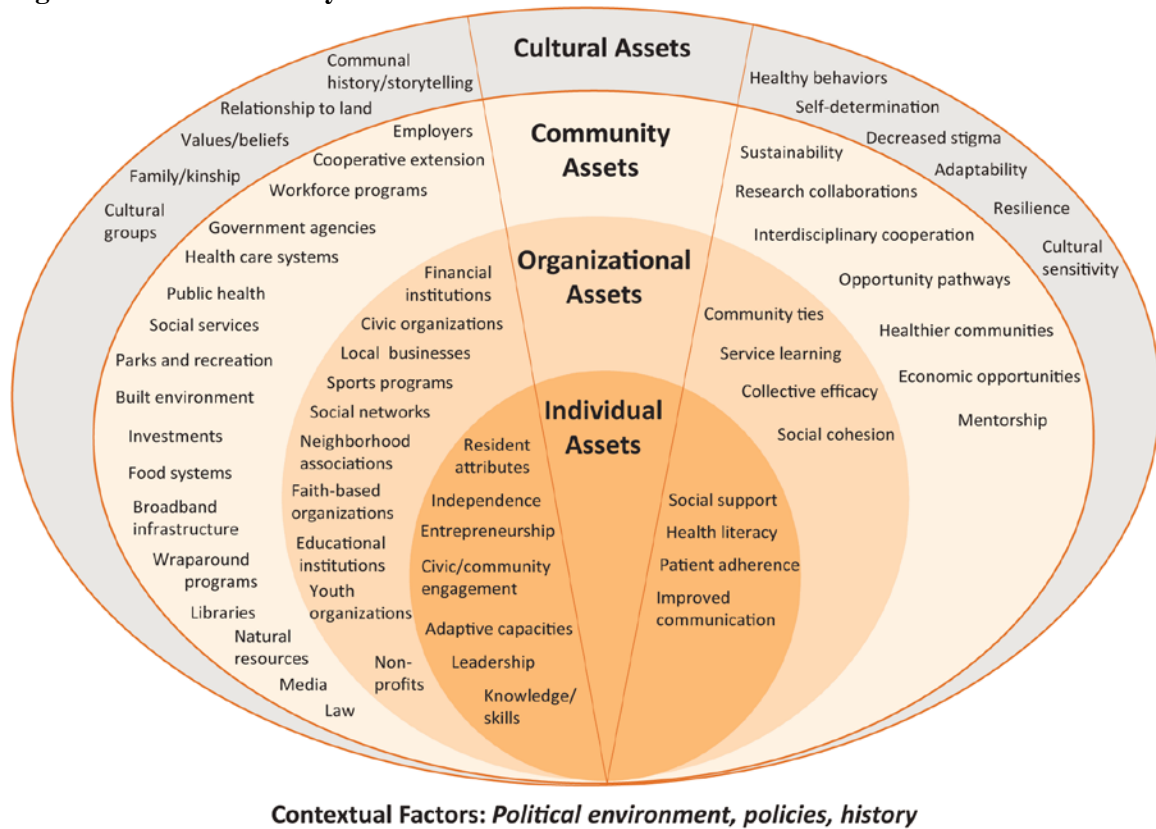 Cultural Assets
Communal
history/storytelling
Relationship to land
Values/beliefs
Family/kinship
Cultural
groups
Healthy behaviors
Self-determination
Decreased stigma
Adaptability
Resilience
Cultural
sensitivity
Community
Assets
Employers
Cooperative extension
Workforce programs
Government agencies
Health care systems
Public health
Social services
Parks and recreation
Built environment
Investments
Food systems
Broadband
infrastructure
Wraparound
programs
Libraries
Natural
resources
Media
Law
Sustainability
Research collaborations
Interdisciplinary cooperation
Opportunity pathways
Healthier communities
Economic opportunities
Mentorship
Organizational
Assets
Financial
institutions
Civic organizations
Local businesses
Sports programs
Social networks
Neighborhood
associations
Faith-based
organizations
Educational
institutions
Youth
organizations
Non-
profits
Community ties
Service learning
Collective efficacy
Social cohesion
Individual
Assets
Resident
attributes
Independence
Entrepreneurship
Civic/community
engagement
Adaptive capacities
Leadership
Knowledge/
skills
Social support
Health literacy
Patient adherence
Improved
communication
Contextual Factors: Political environment, policies, history